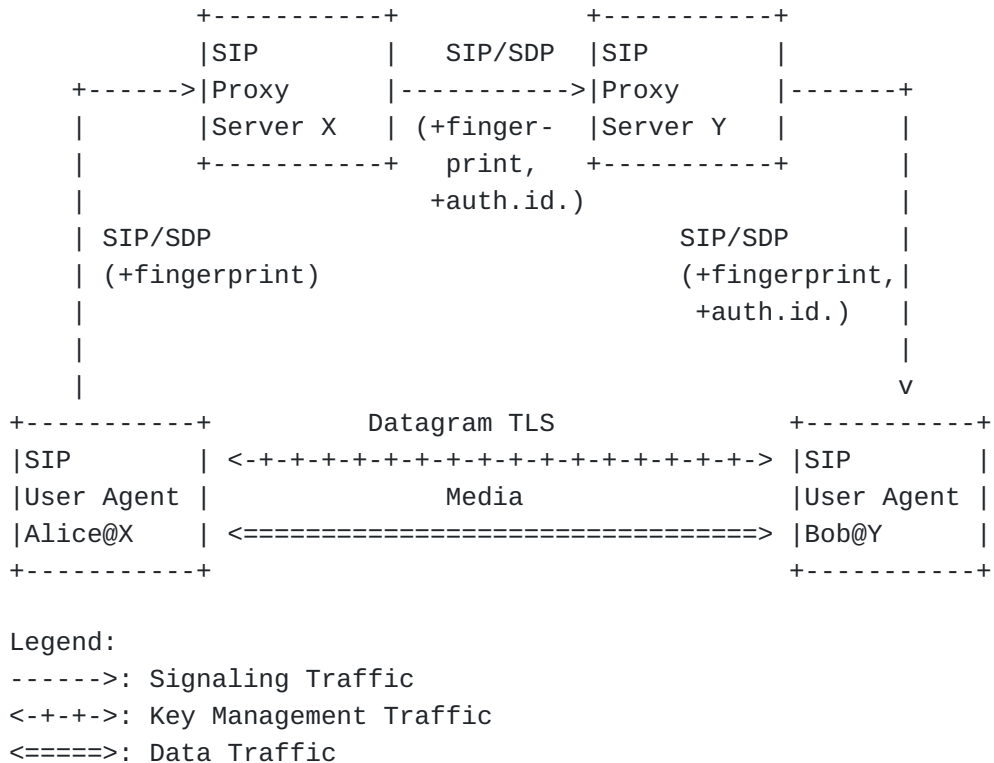 +-----------+               +-----------+
                         |SIP        |   SIP/SDP     |SIP        |
                 +------>|Proxy      |----------->|Proxy      |-------+
                 |       |Server X   | (+finger-  |Server Y   |       |
                 |       +-----------+   print,   +-----------+       |
                 |                      +auth.id.)                    |
                 | SIP/SDP                              SIP/SDP       |
                 | (+fingerprint)                       (+fingerprint,|
                 |                                       +auth.id.)   |
                 |                                                    |
                 |                                                    v
             +-----------+          Datagram TLS               +-----------+
             |SIP        | <-+-+-+-+-+-+-+-+-+-+-+-+-+-+-+-+-> |SIP        |
             |User Agent |               Media                 |User Agent |
             |Alice@X    | <=================================> |Bob@Y      |
             +-----------+                                     +-----------+

Legend:
------>: Signaling Traffic
<-+-+->: Key Management Traffic
<=====>: Data Traffic